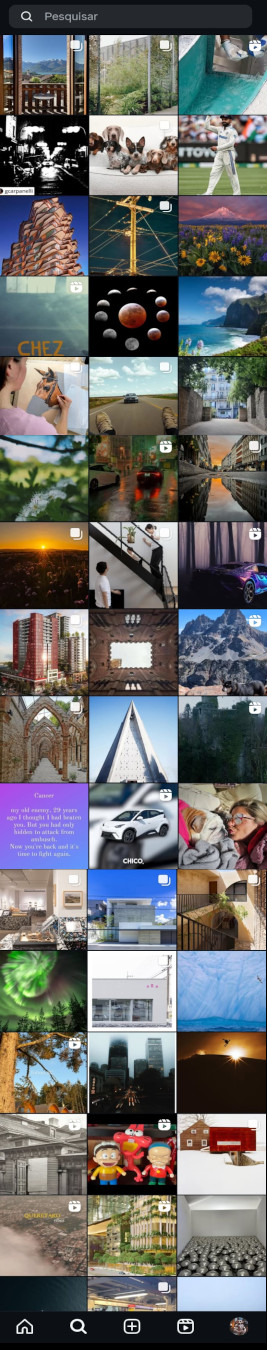 Pesquisar
gcarpanelli
CHEZ
Cancer
my old enemy, 29 years
ago I thought I had beaten
you. But you had only
hidden to attack from
ambush.
Now you're back and it's
time to fight again.
CHICO,